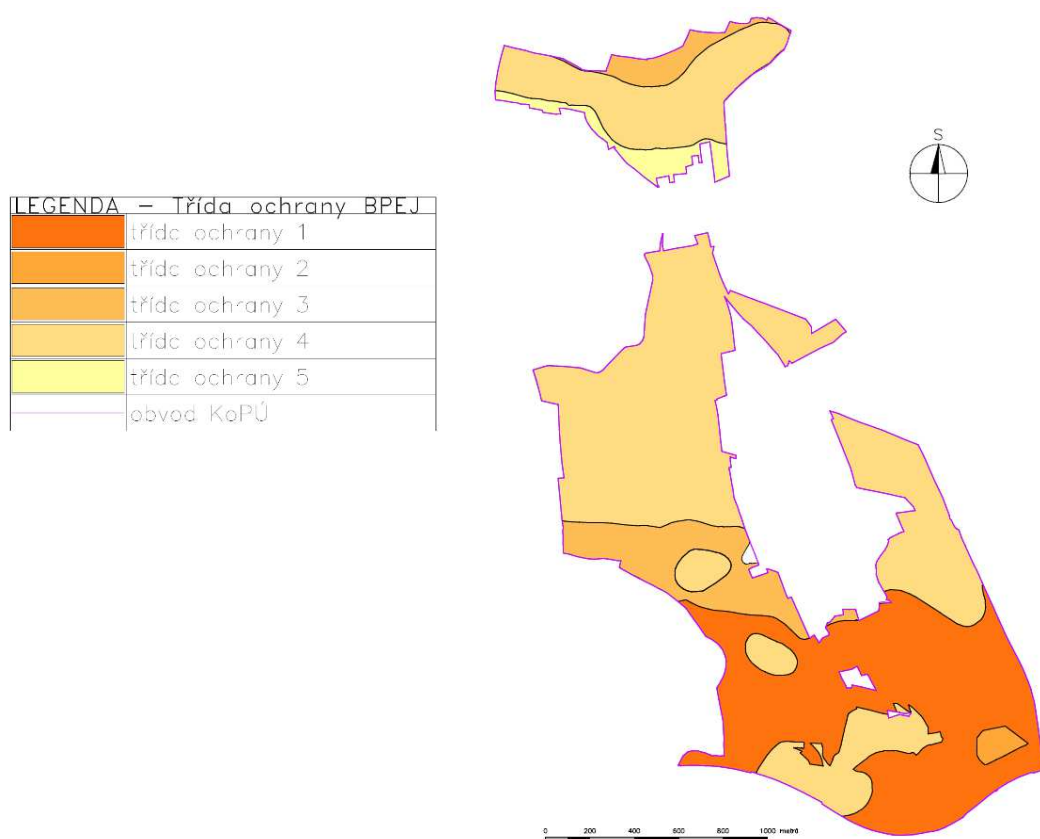 S
LEGENDA – Třída ochrany BPEJ
třída ochrany 1
třída ochrany 2
třída ochrany 3
třída ochrany 4
třída ochrany 5
obvod KoPÚ
0 200 400 600 800 1000 metrů